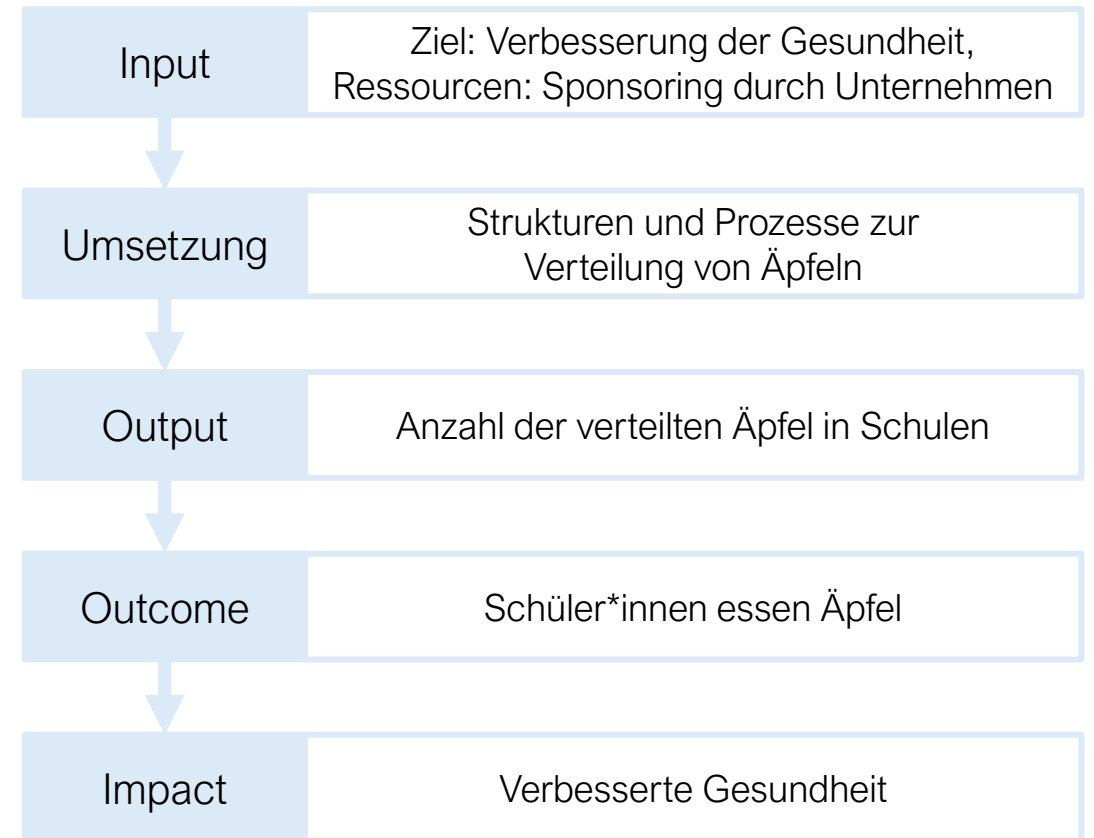 Input
Ziel: Verbesserung der Gesundheit,
Ressourcen: Sponsoring durch Unternehmen
Umsetzung
Strukturen und Prozesse zur
Verteilung von Äpfeln
Output
Anzahl der verteilten Äpfel in Schulen
Outcome
Schüler*innen essen Äpfel
Impact
Verbesserte Gesundheit